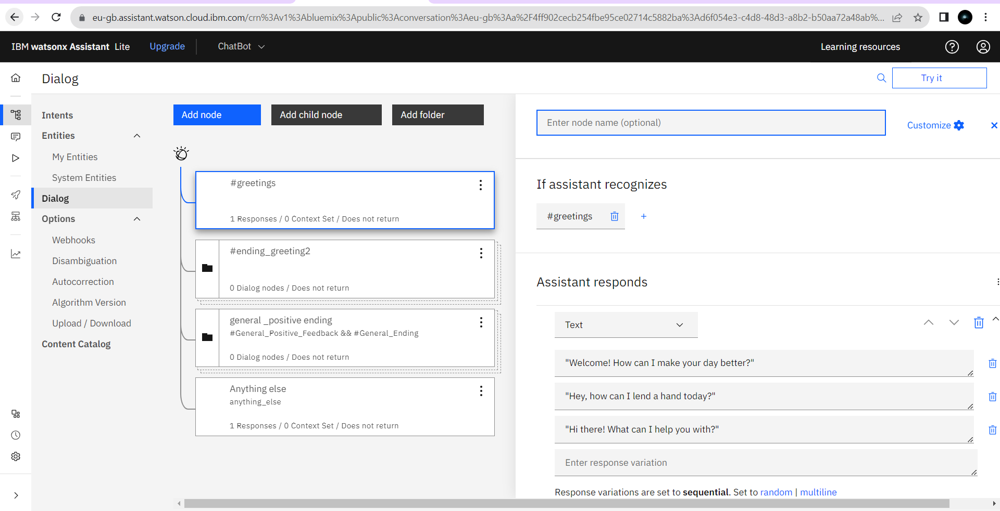 eu-gb.assistant.watson.cloud.ibm.com/crn%3Av1%3Abluemix%3Apublic%3Aconversation%3Aeu-gb%3Aa%2F4ff902cecb254fbe95ce02714c5882ba%3Ad6f054e3-c4d8-48d3-a8b2-b50aa72a48ab%...
IBM watsonx Assistant Lite Upgrade ChatBot Learning resources
Dialog
Try it
Intents
Entities
My Entities
System Entities
Dialog
Options
Webhooks
Disambiguation
Autocorrection
Algorithm Version
Upload / Download
Content Catalog
Add node Add child node Add folder
#greetings
1 Responses / 0 Context Set / Does not return
#ending_greeting2
0 Dialog nodes / Does not return
general _positive ending
#General_Positive_Feedback && #General_Ending
0 Dialog nodes / Does not return
Anything else
anything_else
1 Responses / 0 Context Set / Does not return
Enter node name (optional)
Customize
If assistant recognizes
#greetings
Assistant responds
Text
"Welcome! How can I make your day better?"
"Hey, how can I lend a hand today?"
"Hi there! What can I help you with?"
Enter response variation
Response variations are set to sequential. Set to random | multiline